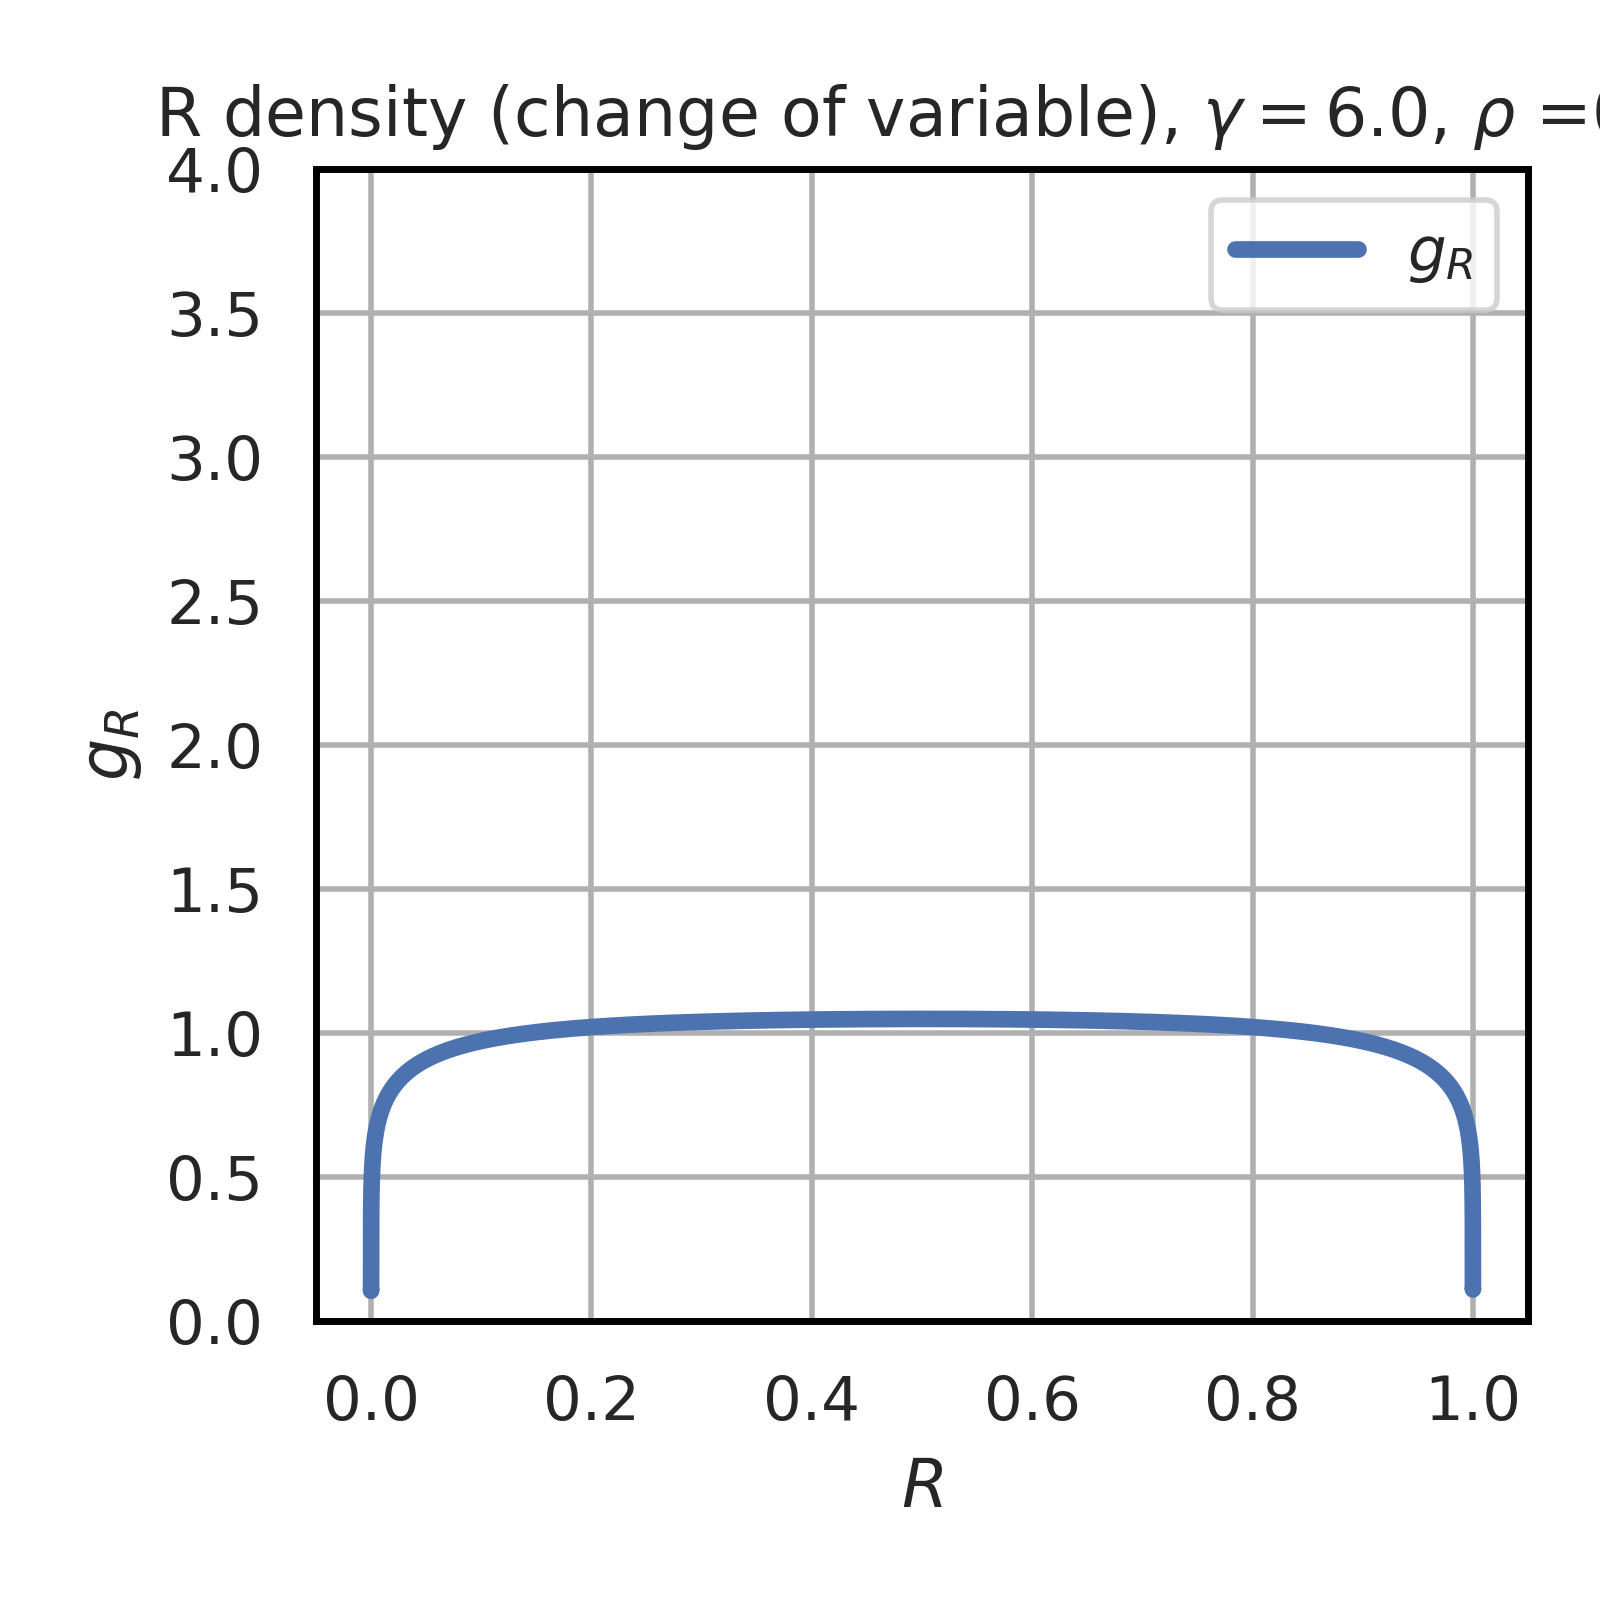 R density (change of variable), γ = 6.0, ρ =
4.0
3.5
3.0
2.5
2.0
1.5
1.0
0.5
0.0
g_R
g_R
0.0 0.2 0.4 0.6 0.8 1.0
R